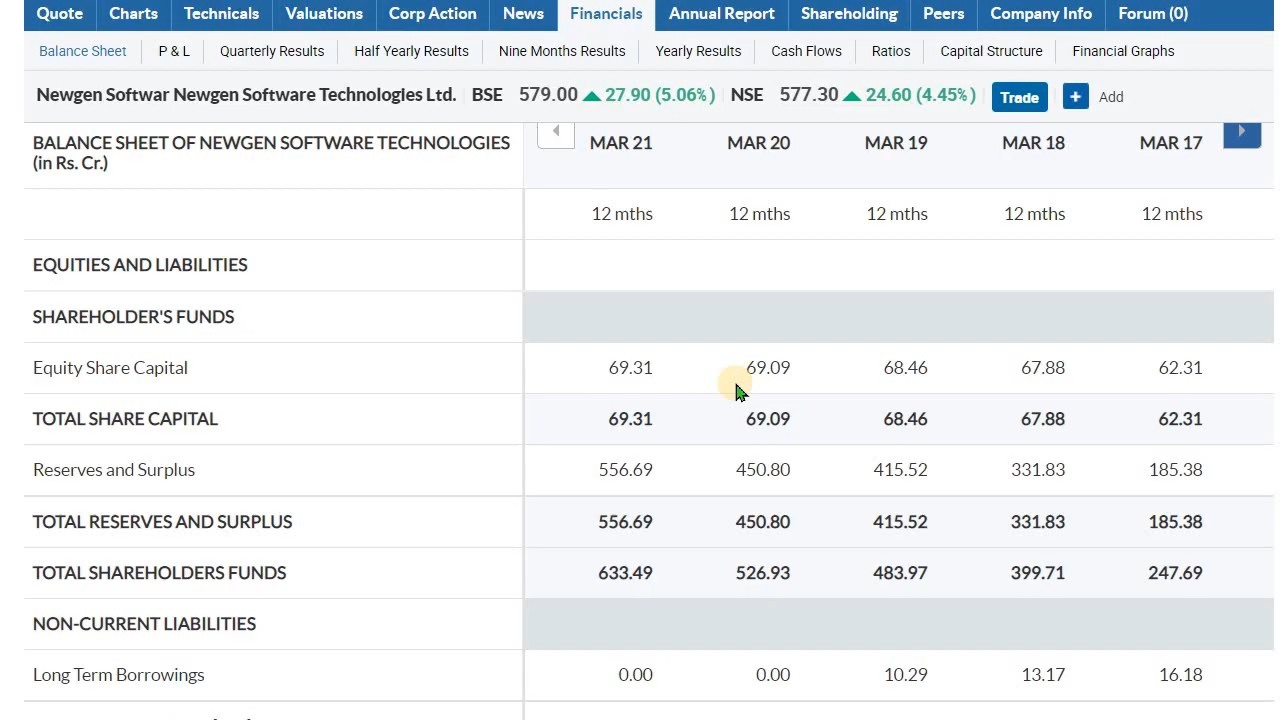 Quote Charts Technicals Valuations Corp Action News Financials Annual Report Shareholding Peers Company Info Forum (0)
Balance Sheet P & L Quarterly Results Half Yearly Results Nine Months Results Yearly Results Cash Flows Ratios Capital Structure Financial Graphs
Newgen Softwar Newgen Software Technologies Ltd. BSE 579.00 27.90 (5.06%) NSE 577.30 24.60 (4.45%) Trade + Add
BALANCE SHEET OF NEWGEN SOFTWARE TECHNOLOGIES MAR 21 MAR 20 MAR 19 MAR 18 MAR 17
(in Rs. Cr.)
12 mths 12 mths 12 mths 12 mths 12 mths
EQUITIES AND LIABILITIES
SHAREHOLDER'S FUNDS
Equity Share Capital 69.31 69.09 68.46 67.88 62.31
TOTAL SHARE CAPITAL 69.31 69.09 68.46 67.88 62.31
Reserves and Surplus 556.69 450.80 415.52 331.83 185.38
TOTAL RESERVES AND SURPLUS 556.69 450.80 415.52 331.83 185.38
TOTAL SHAREHOLDERS FUNDS 633.49 526.93 483.97 399.71 247.69
NON-CURRENT LIABILITIES
Long Term Borrowings 0.00 0.00 10.29 13.17 16.18